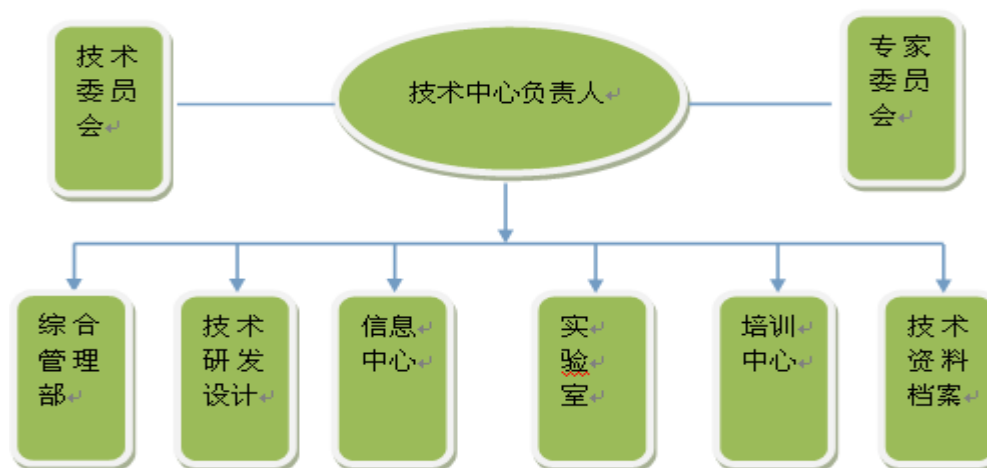 技术
委员
会
技术中心负责人
专家
委员
会
综合
管理
部
技术
研发
设计
信息
中心
实
验
室
培训
中心
技术
资料
档案